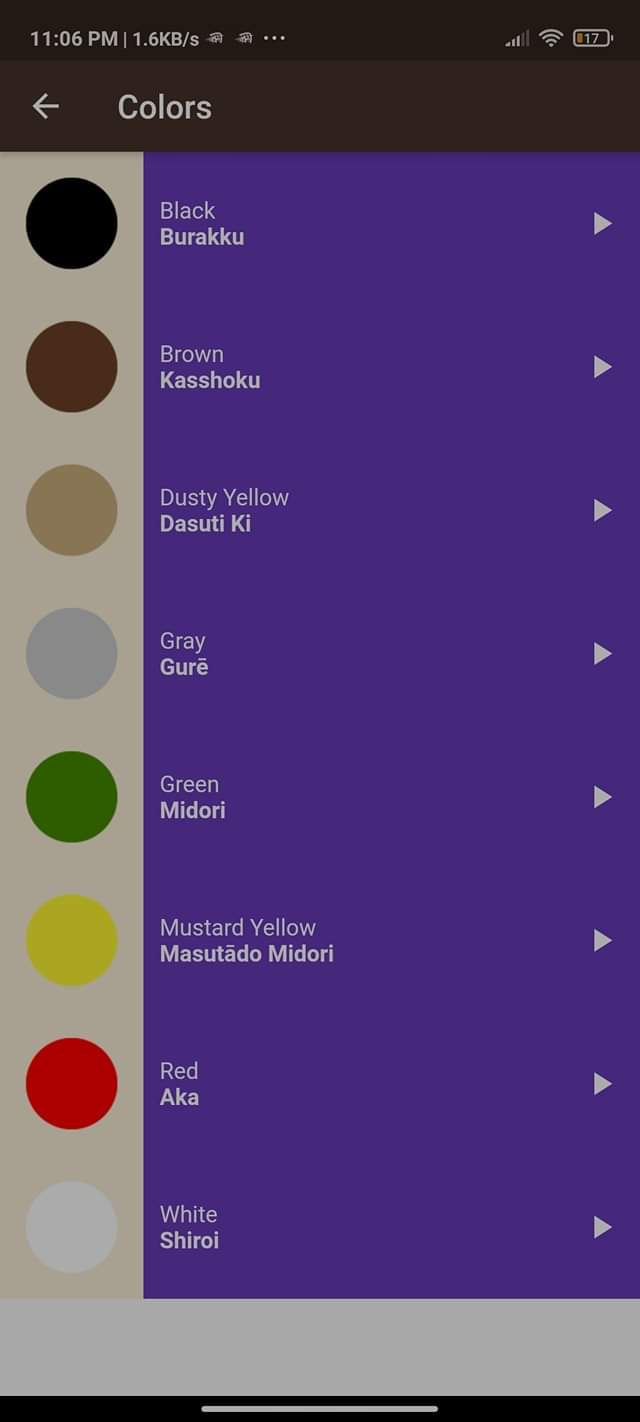 11:06 PM | 1.6KB/s
17
Colors
Black
Burakku
Brown
Kasshoku
Dusty Yellow
Dasuti Ki
Gray
Gurē
Green
Midori
Mustard Yellow
Masutādo Midori
Red
Aka
White
Shiroi